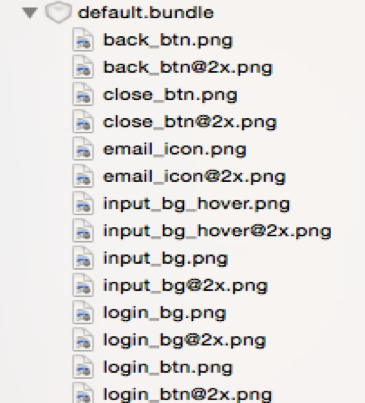 default.bundle
back_btn.png
back_btn@2x.png
close_btn.png
close_btn@2x.png
email_icon.png
email_icon@2x.png
input_bg_hover.png
input_bg_hover@2x.png
input_bg.png
input_bg@2x.png
login_bg.png
login_bg@2x.png
login_btn.png
login_btn@2x.png